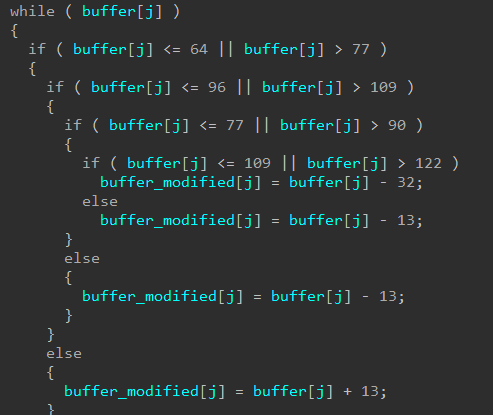 while ( buffer[j] )
{
if ( buffer[j] <= 64 || buffer[j] > 77 )
{
if ( buffer[j] <= 96 || buffer[j] > 109 )
{
if ( buffer[j] <= 77 || buffer[j] > 90 )
{
if ( buffer[j] <= 109 || buffer[j] > 122 )
buffer_modified[j] = buffer[j] - 32;
else
buffer_modified[j] = buffer[j] - 13;
}
else
{
buffer_modified[j] = buffer[j] - 13;
}
}
else
{
buffer_modified[j] = buffer[j] + 13;
}